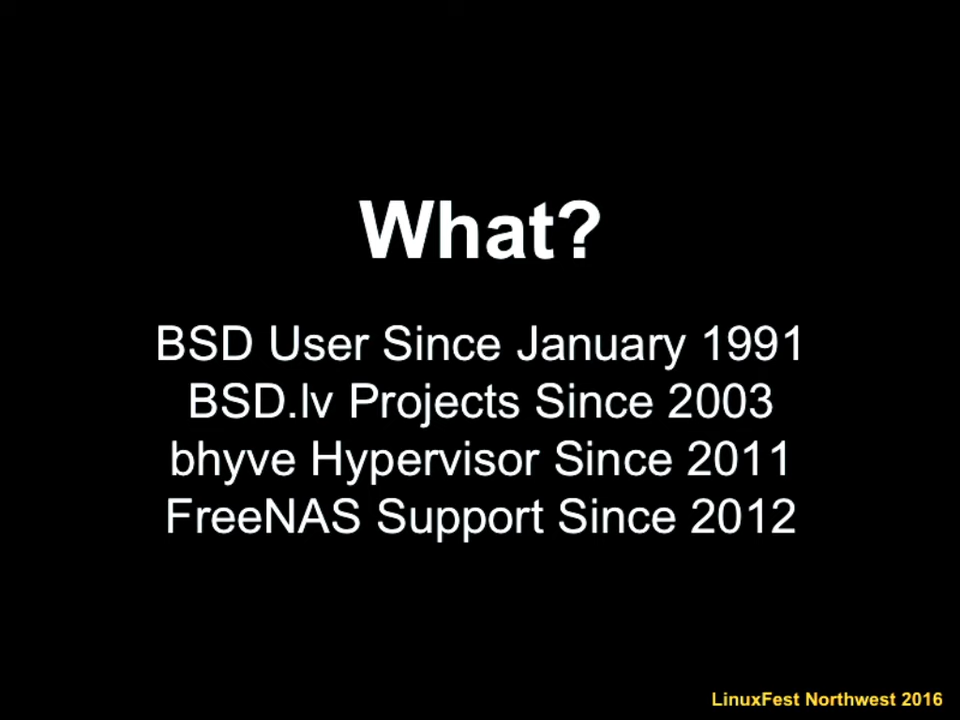 What?
BSD User Since January 1991
BSD.lv Projects Since 2003
bhyve Hypervisor Since 2011
FreeNAS Support Since 2012
LinuxFest Northwest 2016